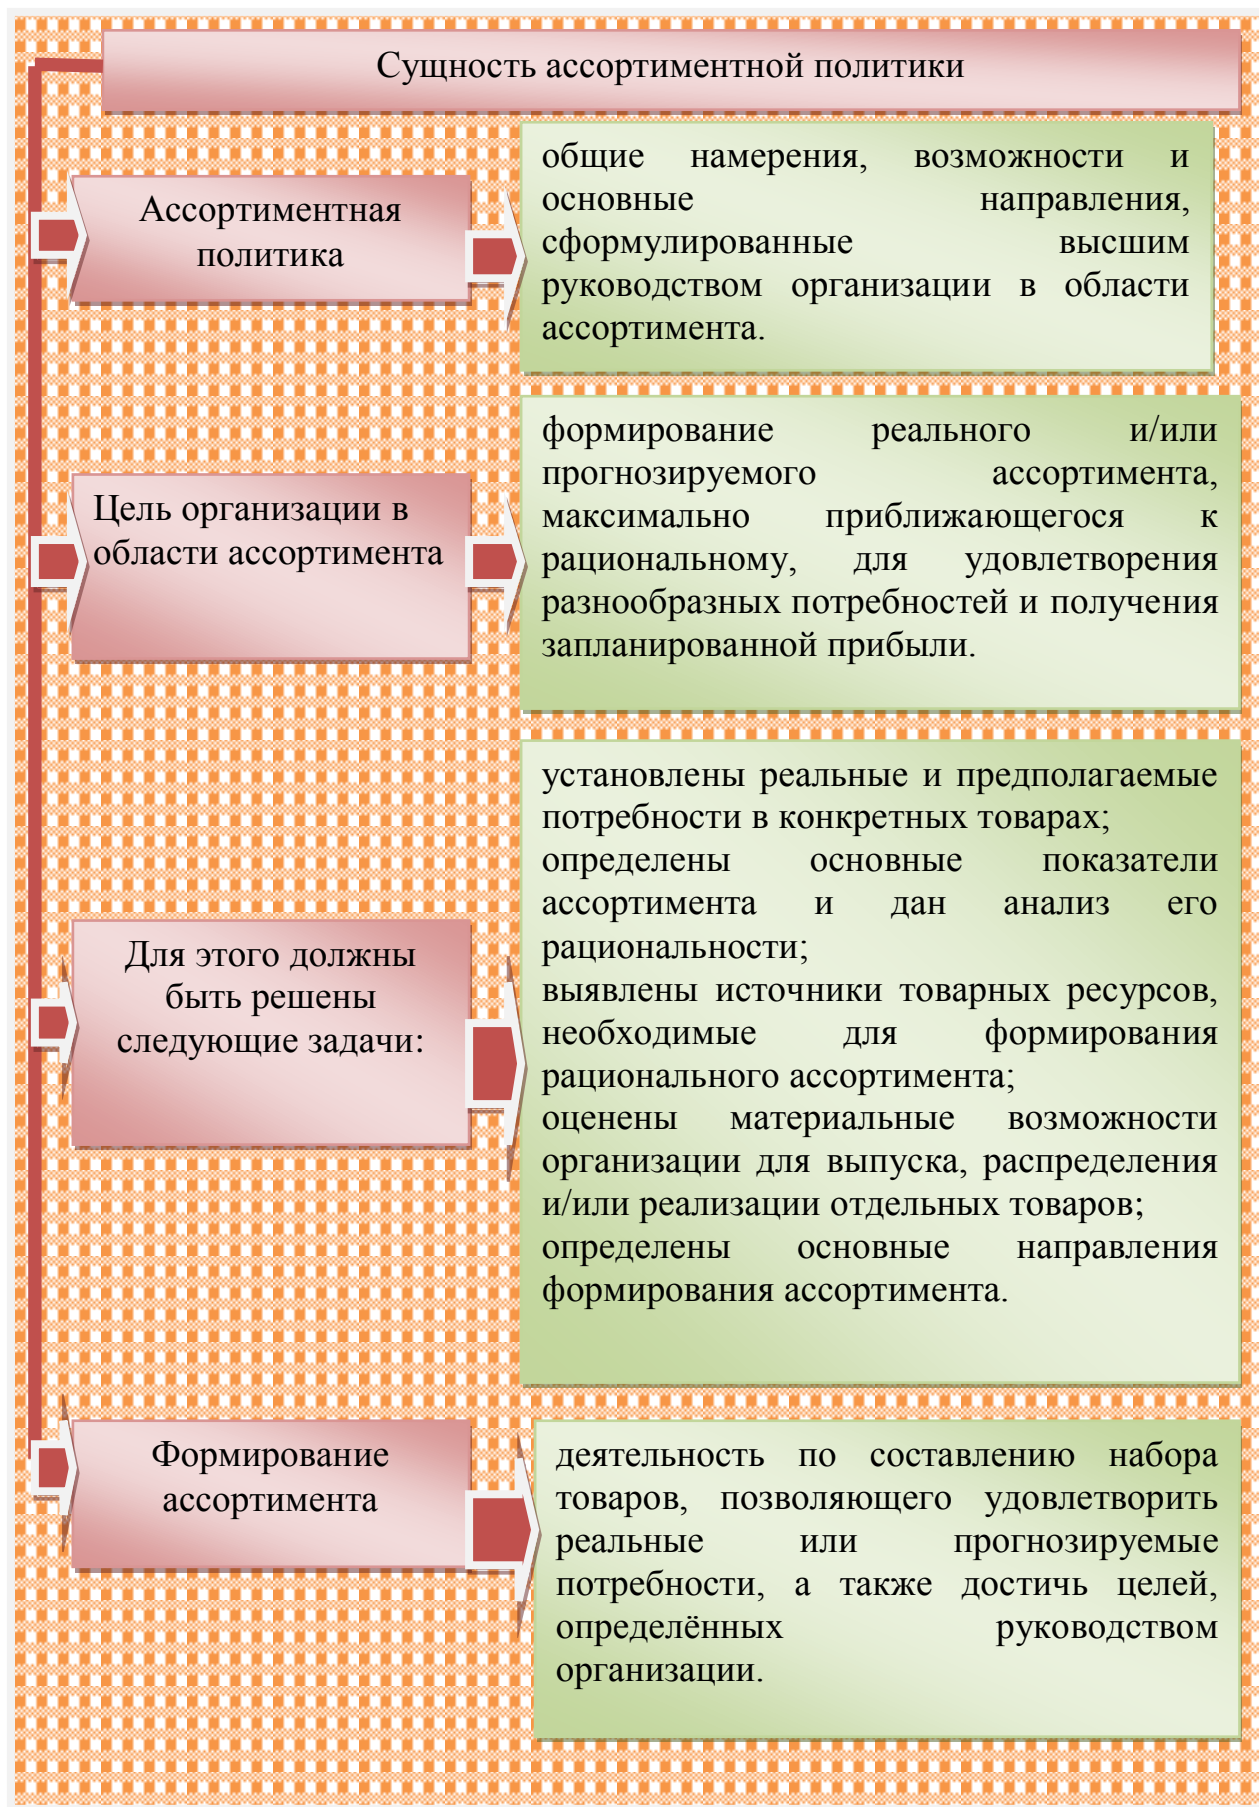 Сущность ассортиментной политики
Ассортиментная
политика
общие намерения, возможности и
основные направления,
сформулированные высшим
руководством организации в области
ассортимента.
Цель организации в
области ассортимента
формирование реального и/или
прогнозируемого ассортимента,
максимально приближающегося к
рациональному, для удовлетворения
разнообразных потребностей и получения
запланированной прибыли.
Для этого должны
быть решены
следующие задачи:
установлены реальные и предполагаемые
потребности в конкретных товарах;
определены основные показатели
ассортимента и дан анализ его
рациональности;
выявлены источники товарных ресурсов,
необходимые для формирования
рационального ассортимента;
оценены материальные возможности
организации для выпуска, распределения
и/или реализации отдельных товаров;
определены основные направления
формирования ассортимента.
Формирование
ассортимента
деятельность по составлению набора
товаров, позволяющего удовлетворить
реальные или прогнозируемые
потребности, а также достичь целей,
определённых руководством
организации.